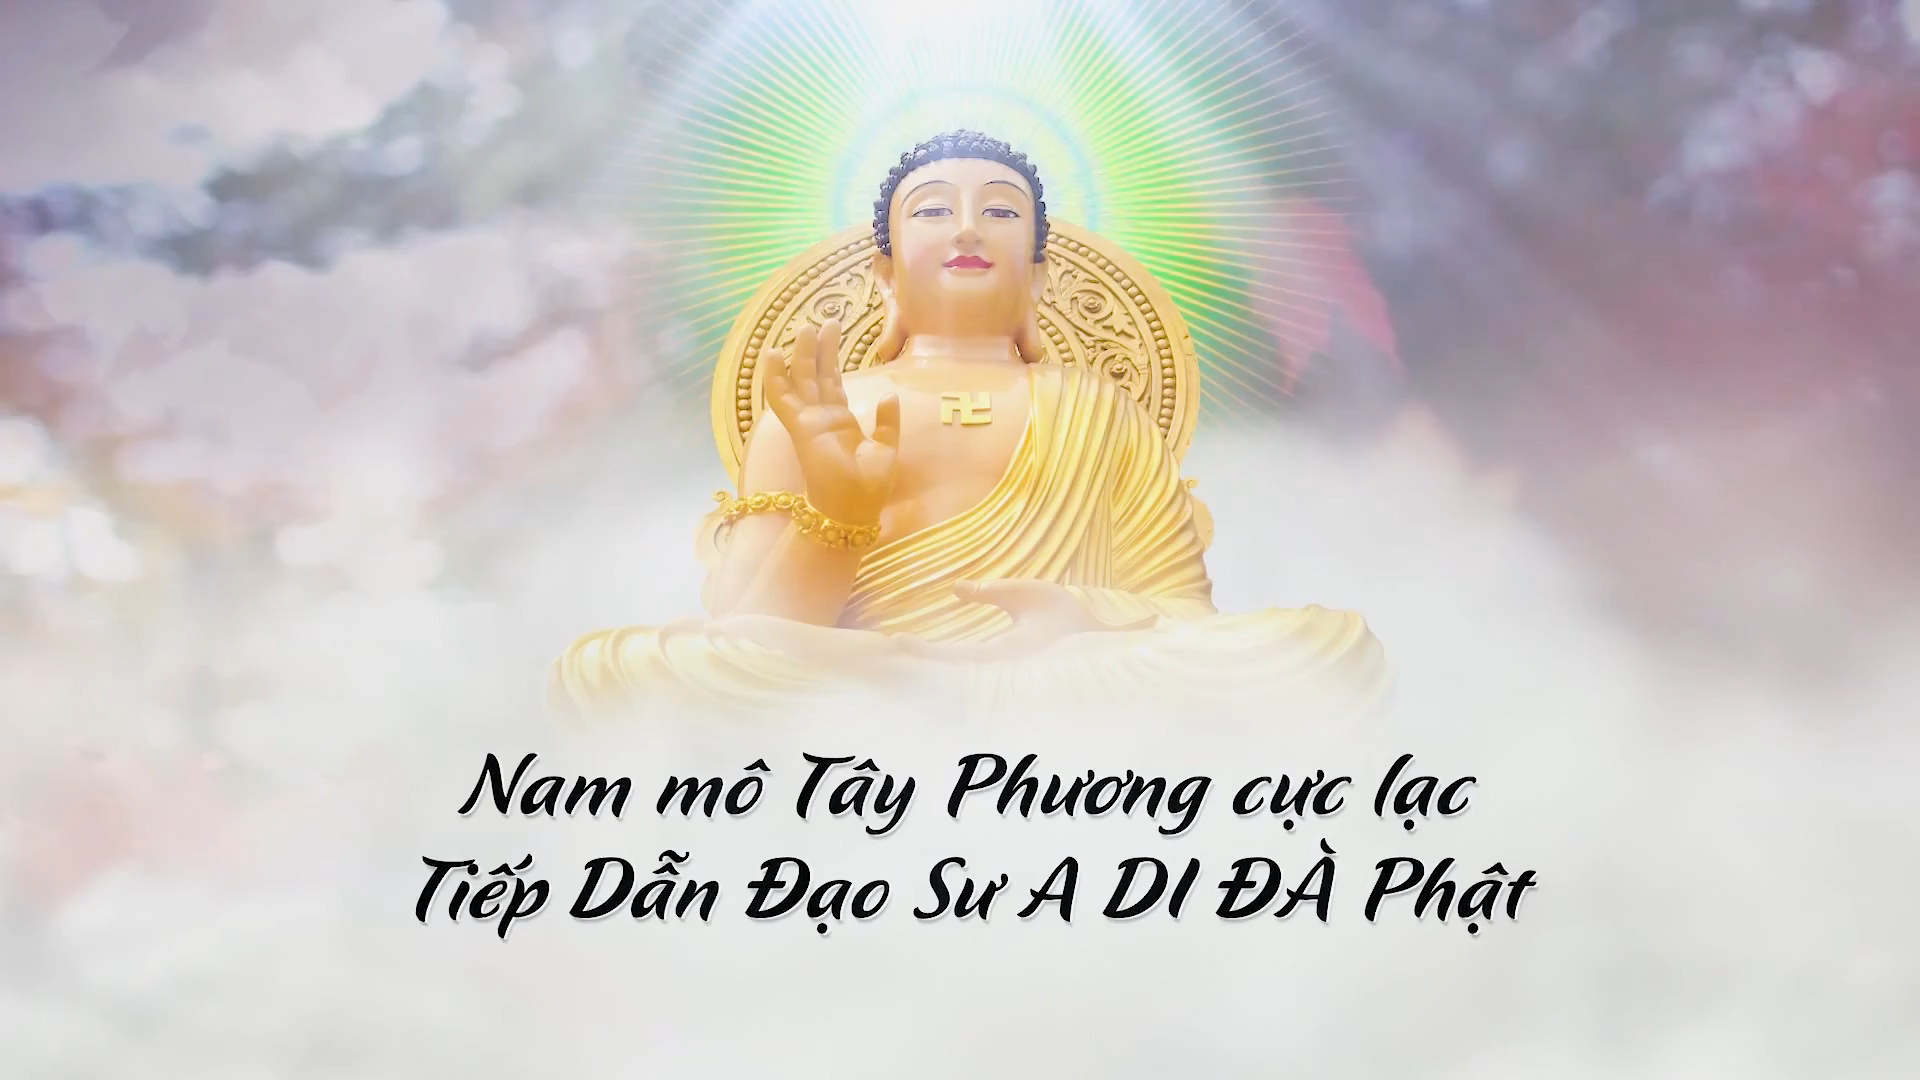 Nam mô Tây Phương cực lạc
Tiếp Dẫn Đạo Sư A DI ĐÀ Phật